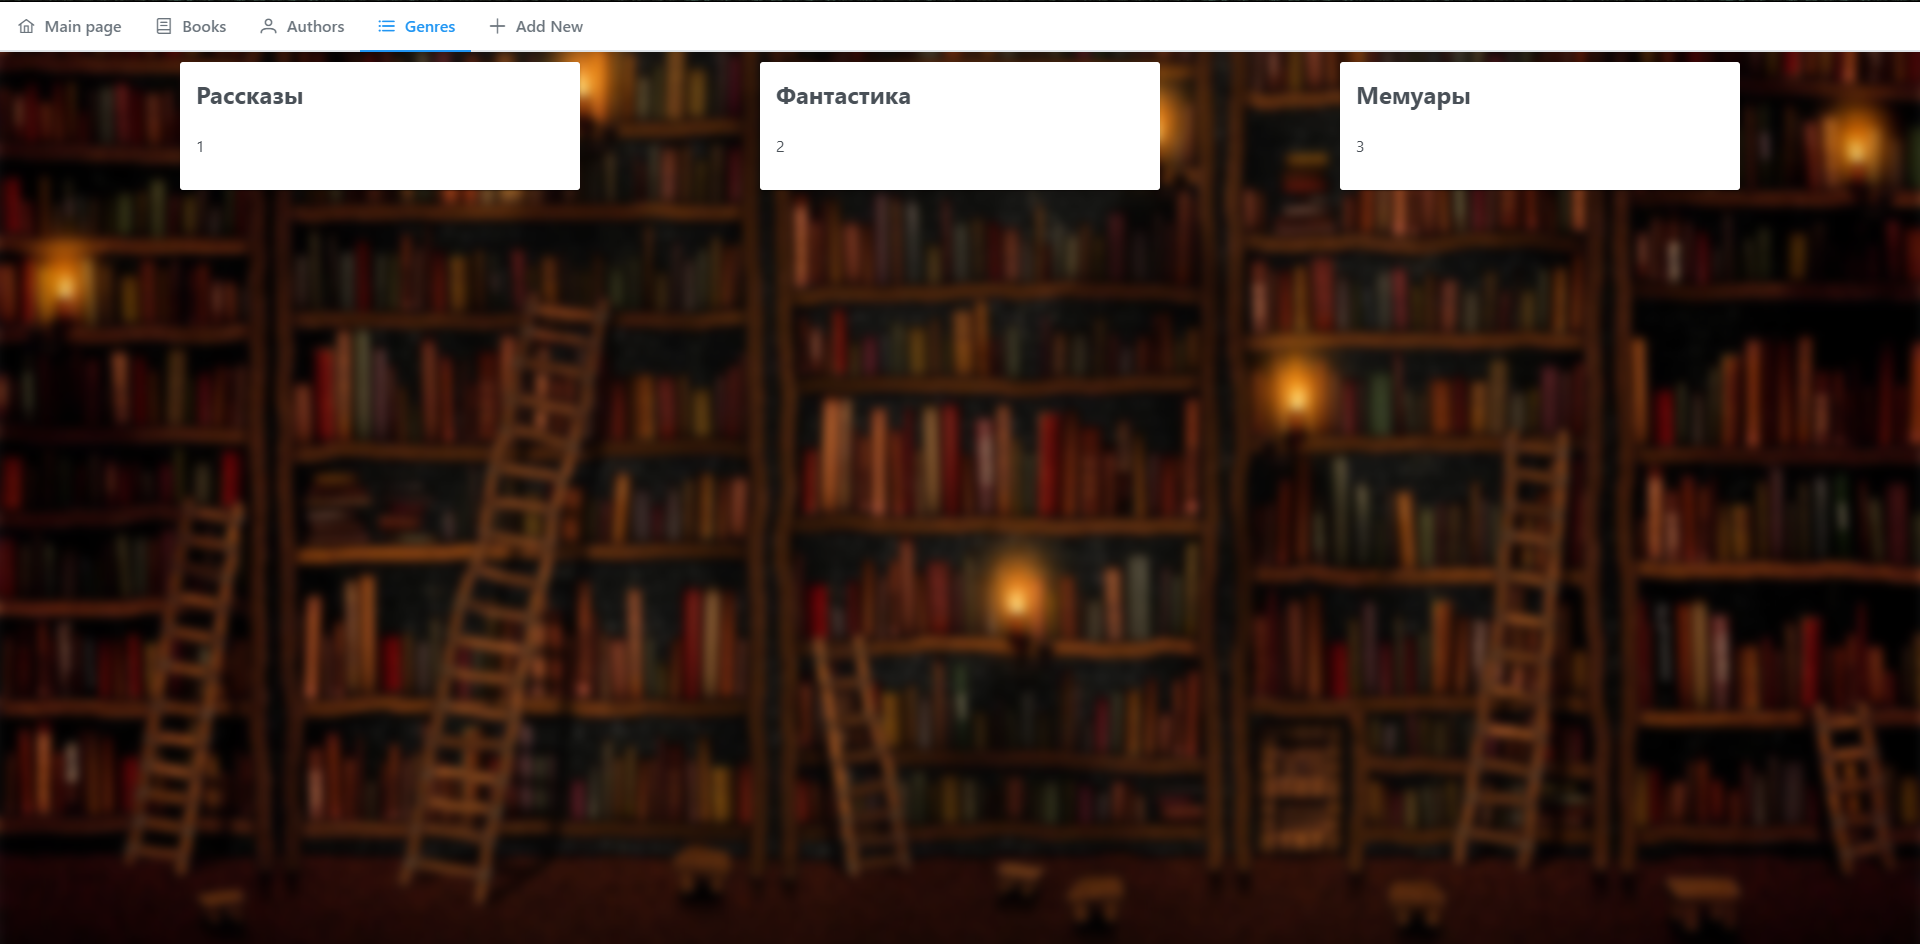 Main page Books Authors Genres Add New
Рассказы
1
Фантастика
2
Мемуары
3